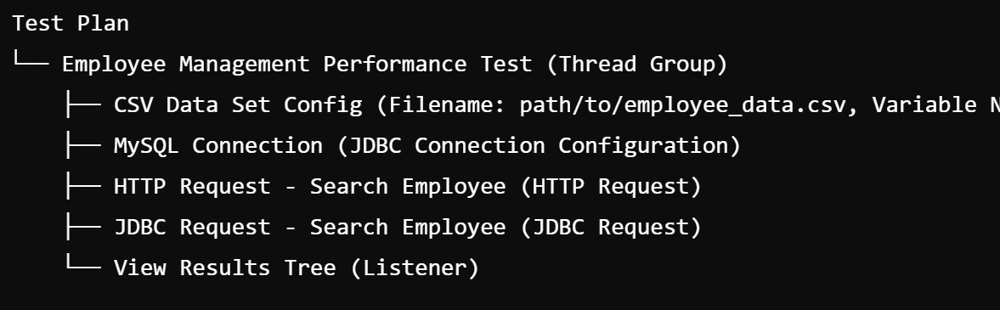 Test Plan
└── Employee Management Performance Test (Thread Group)
├── CSV Data Set Config (Filename: path/to/employee_data.csv, Variable N
├── MySQL Connection (JDBC Connection Configuration)
├── HTTP Request - Search Employee (HTTP Request)
├── JDBC Request - Search Employee (JDBC Request)
└── View Results Tree (Listener)